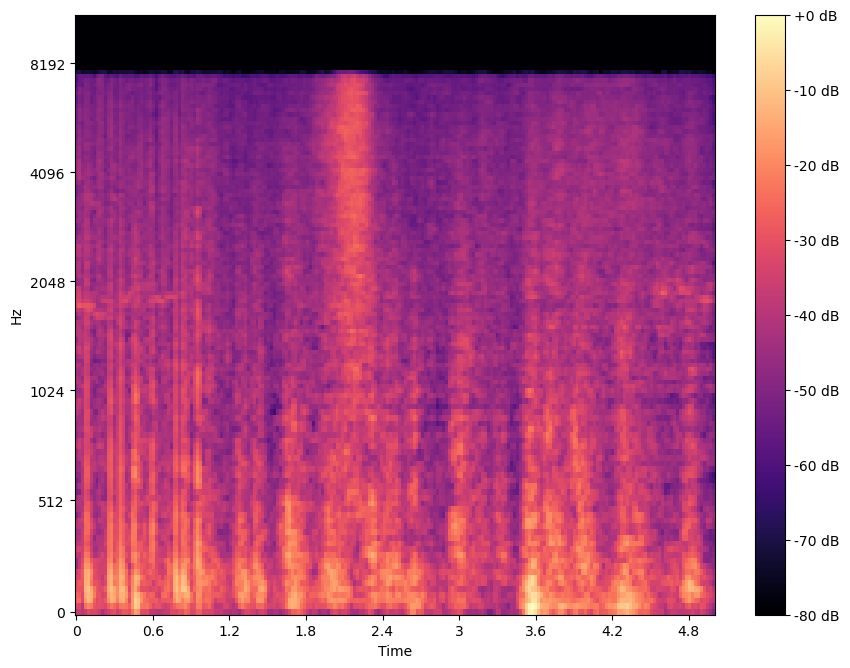 8192
4096
2048
1024
512
0
Hz
0 0.6 1.2 1.8 2.4 3 3.6 4.2 4.8
Time
+0 dB
-10 dB
-20 dB
-30 dB
-40 dB
-50 dB
-60 dB
-70 dB
-80 dB